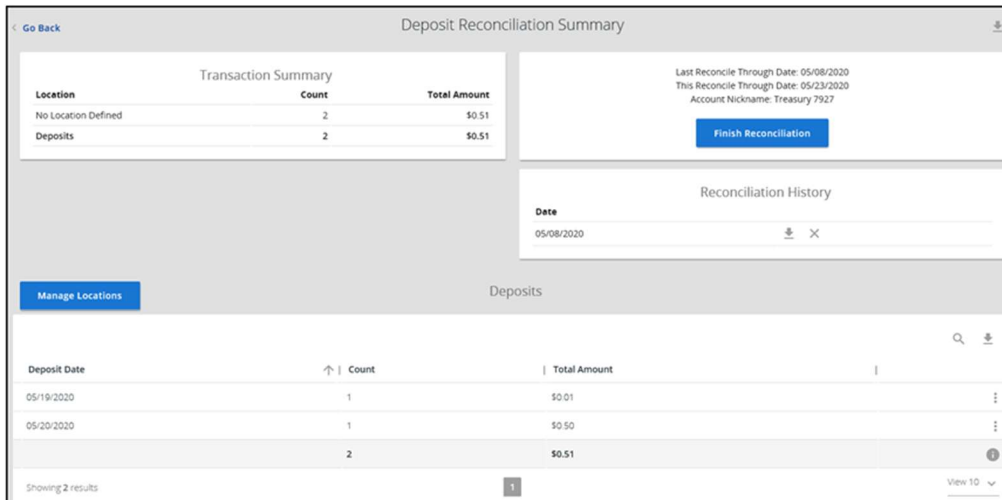 Go Back
Deposit Reconciliation Summary
Transaction Summary
Location Count Total Amount
No Location Defined 2 $0.51
Deposits 2 $0.51
Last Reconcile Through Date: 05/08/2020
This Reconcile Through Date: 05/23/2020
Account Nickname: Treasury 7927
Finish Reconciliation
Reconciliation History
Date
05/08/2020
Manage Locations
Deposits
Deposit Date Count Total Amount
05/19/2020 1 $0.01
05/20/2020 1 $0.50
2 $0.51
Showing 2 results
1
View 10